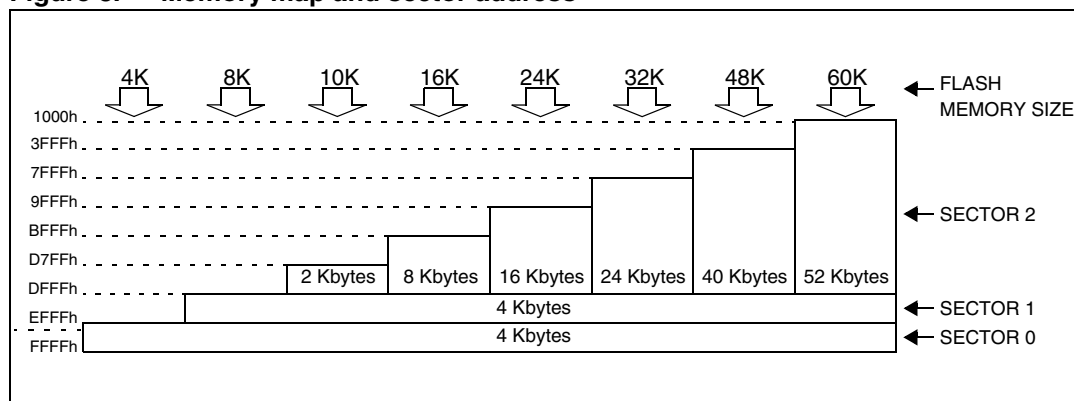 Figure 8. Memory map and sector address
4K 8K 10K 16K 24K 32K 48K 60K
FLASH
MEMORY SIZE
1000h
3FFFh
7FFFh
9FFFh
SECTOR 2
BFFFh
D7FFh
2 Kbytes 8 Kbytes 16 Kbytes 24 Kbytes 40 Kbytes 52 Kbytes
DFFFh
4 Kbytes
SECTOR 1
EFFFh
4 Kbytes
SECTOR 0
FFFFh